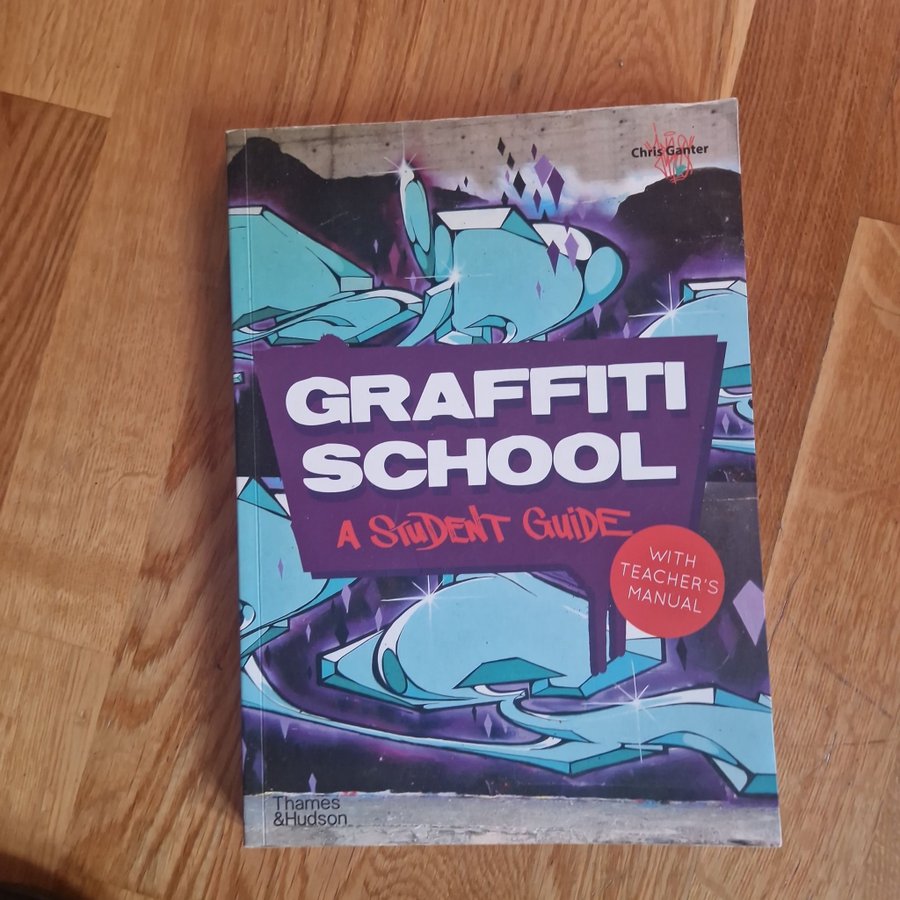 Chris Ganter
GRAFFITI
SCHOOL
A STUDENT GUIDE
WITH
TEACHER'S
MANUAL
Thames
&Hudson